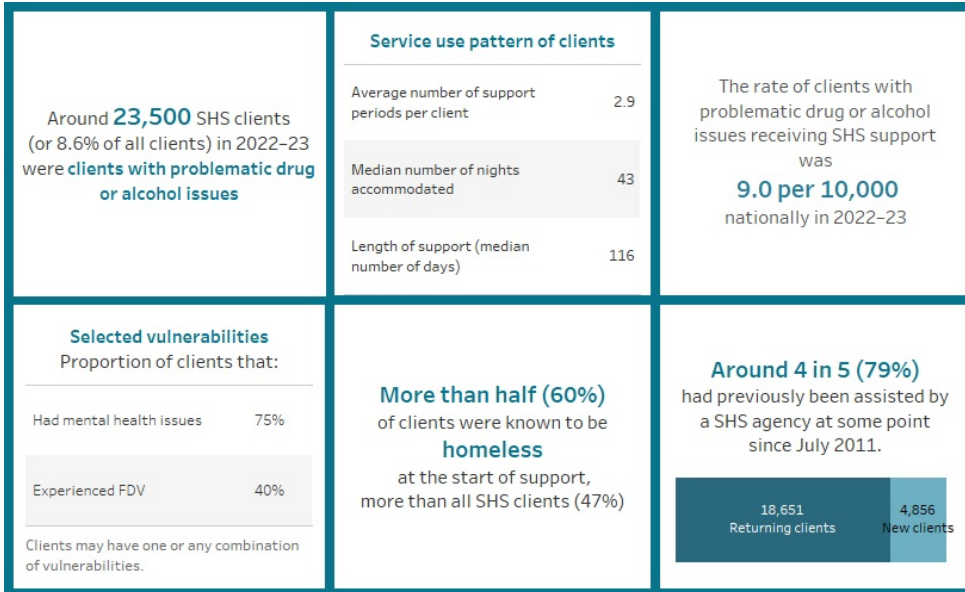 Around 23,500 SHS clients
(or 8.6% of all clients) in 2022–23
were clients with problematic drug
or alcohol issues
Service use pattern of clients
Average number of support
periods per client
2.9
Median number of nights
accommodated
43
Length of support (median
number of days)
116
The rate of clients with
problematic drug or alcohol
issues receiving SHS support
was
9.0 per 10,000
nationally in 2022–23
Selected vulnerabilities
Proportion of clients that:
Had mental health issues 75%
Experienced FDV 40%
Clients may have one or any combination
of vulnerabilities.
More than half (60%)
of clients were known to be
homeless
at the start of support,
more than all SHS clients (47%)
Around 4 in 5 (79%)
had previously been assisted by
a SHS agency at some point
since July 2011.
18,651
Returning clients
4,856
New clients